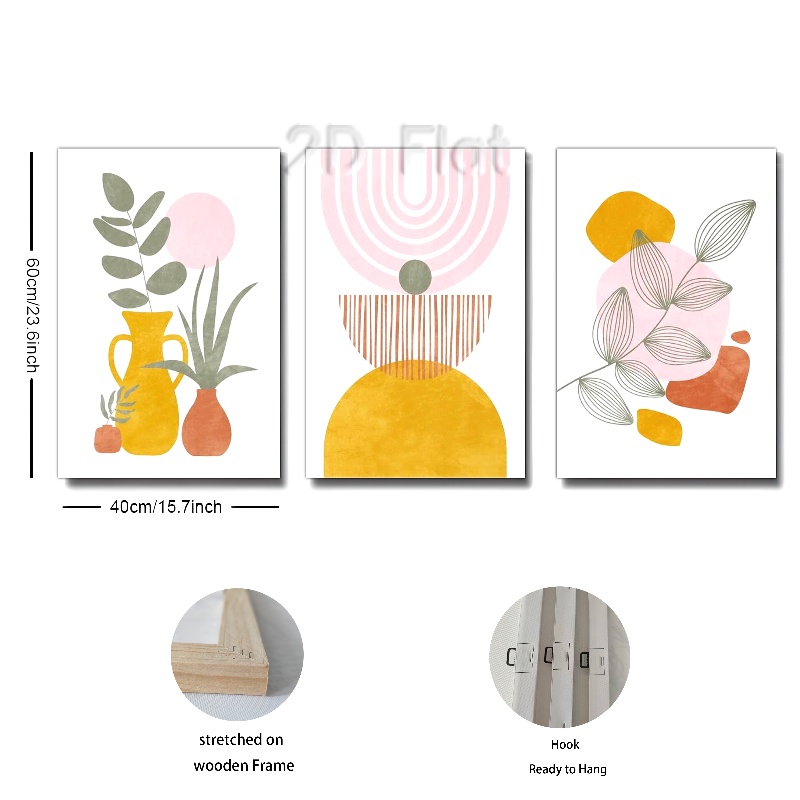 2D Flat
60cm/23.6inch
40cm/15.7inch
stretched on
wooden Frame
Hook
Ready to Hang